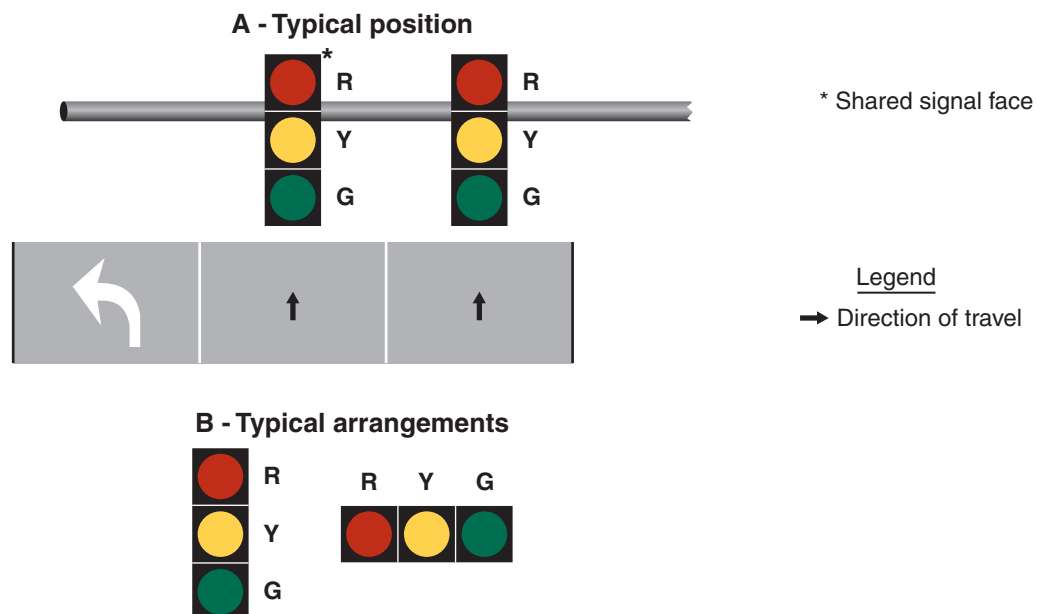 A - Typical position
*
R
R
* Shared signal face
Y
Y
G
G
Legend
Direction of travel
B - Typical arrangements
R
R Y G
Y
G